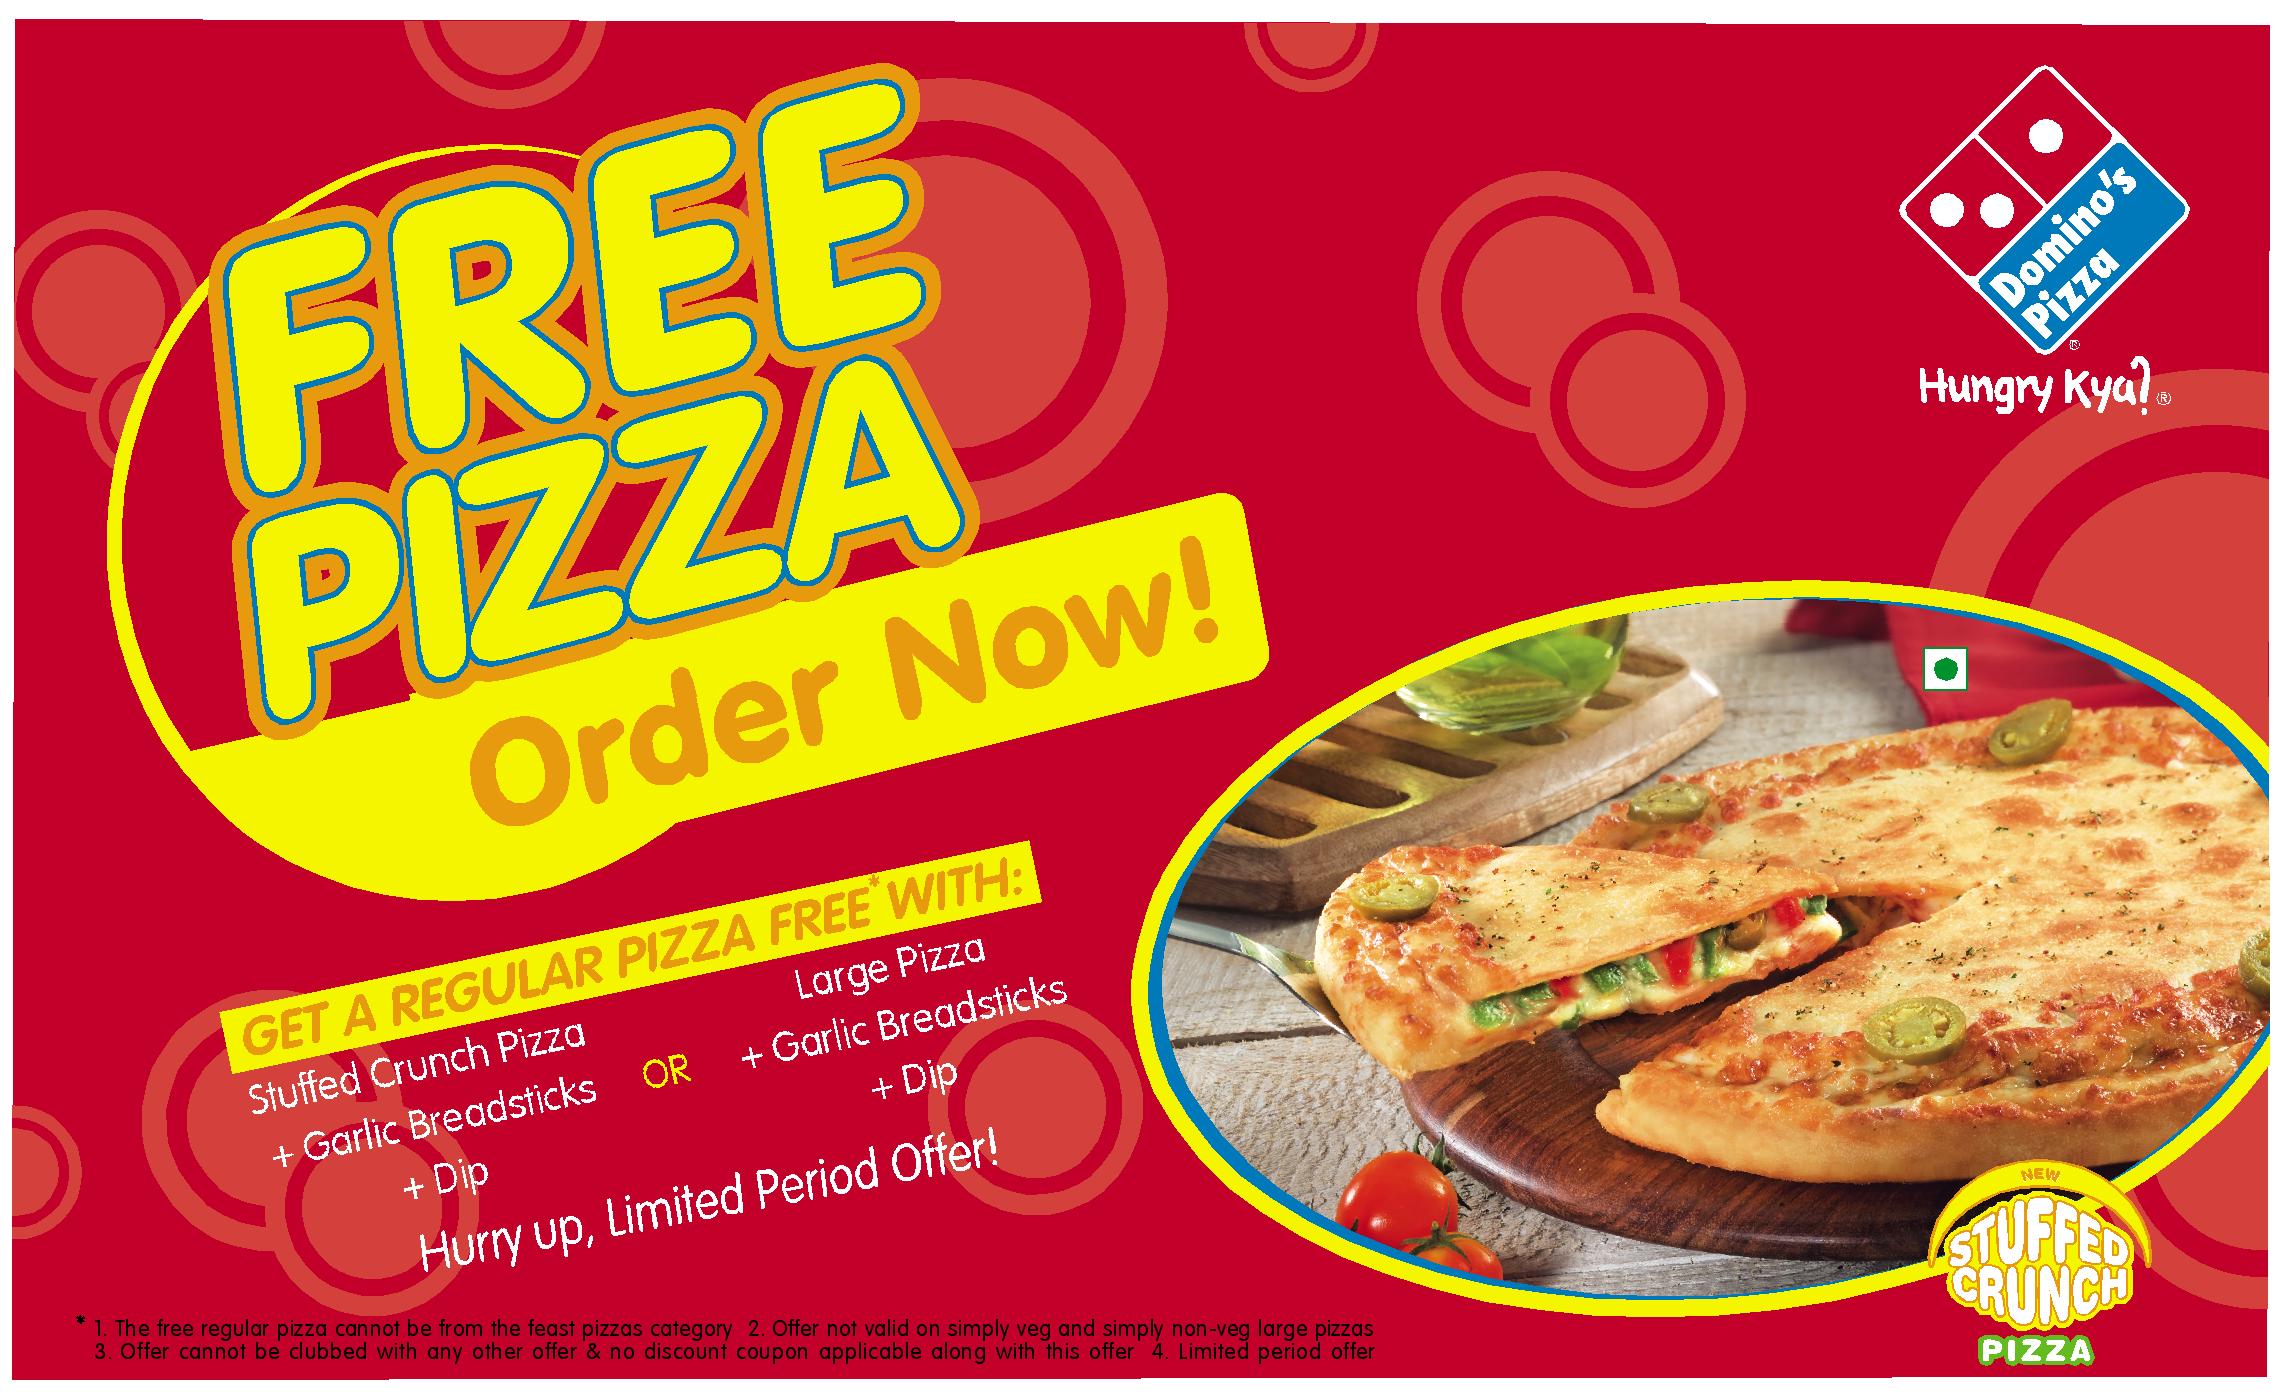 FREE
PIZZA
Order Now!
GET A REGULAR PIZZA FREE* WITH:
Stuffed Crunch Pizza
+ Garlic Breadsticks
+ Dip
OR
Large Pizza
+ Garlic Breadsticks
+ Dip
Hurry up, Limited Period Offer!
* 1. The free regular pizza cannot be from the feast pizzas category 2. Offer not valid on simply veg and simply non-veg large pizzas
3. Offer cannot be clubbed with any other offer & no discount coupon applicable along with this offer 4. Limited period offer
Domino's
Pizza
®
Hungry Kya?®
NEW
STUFFED
CRUNCH
PIZZA